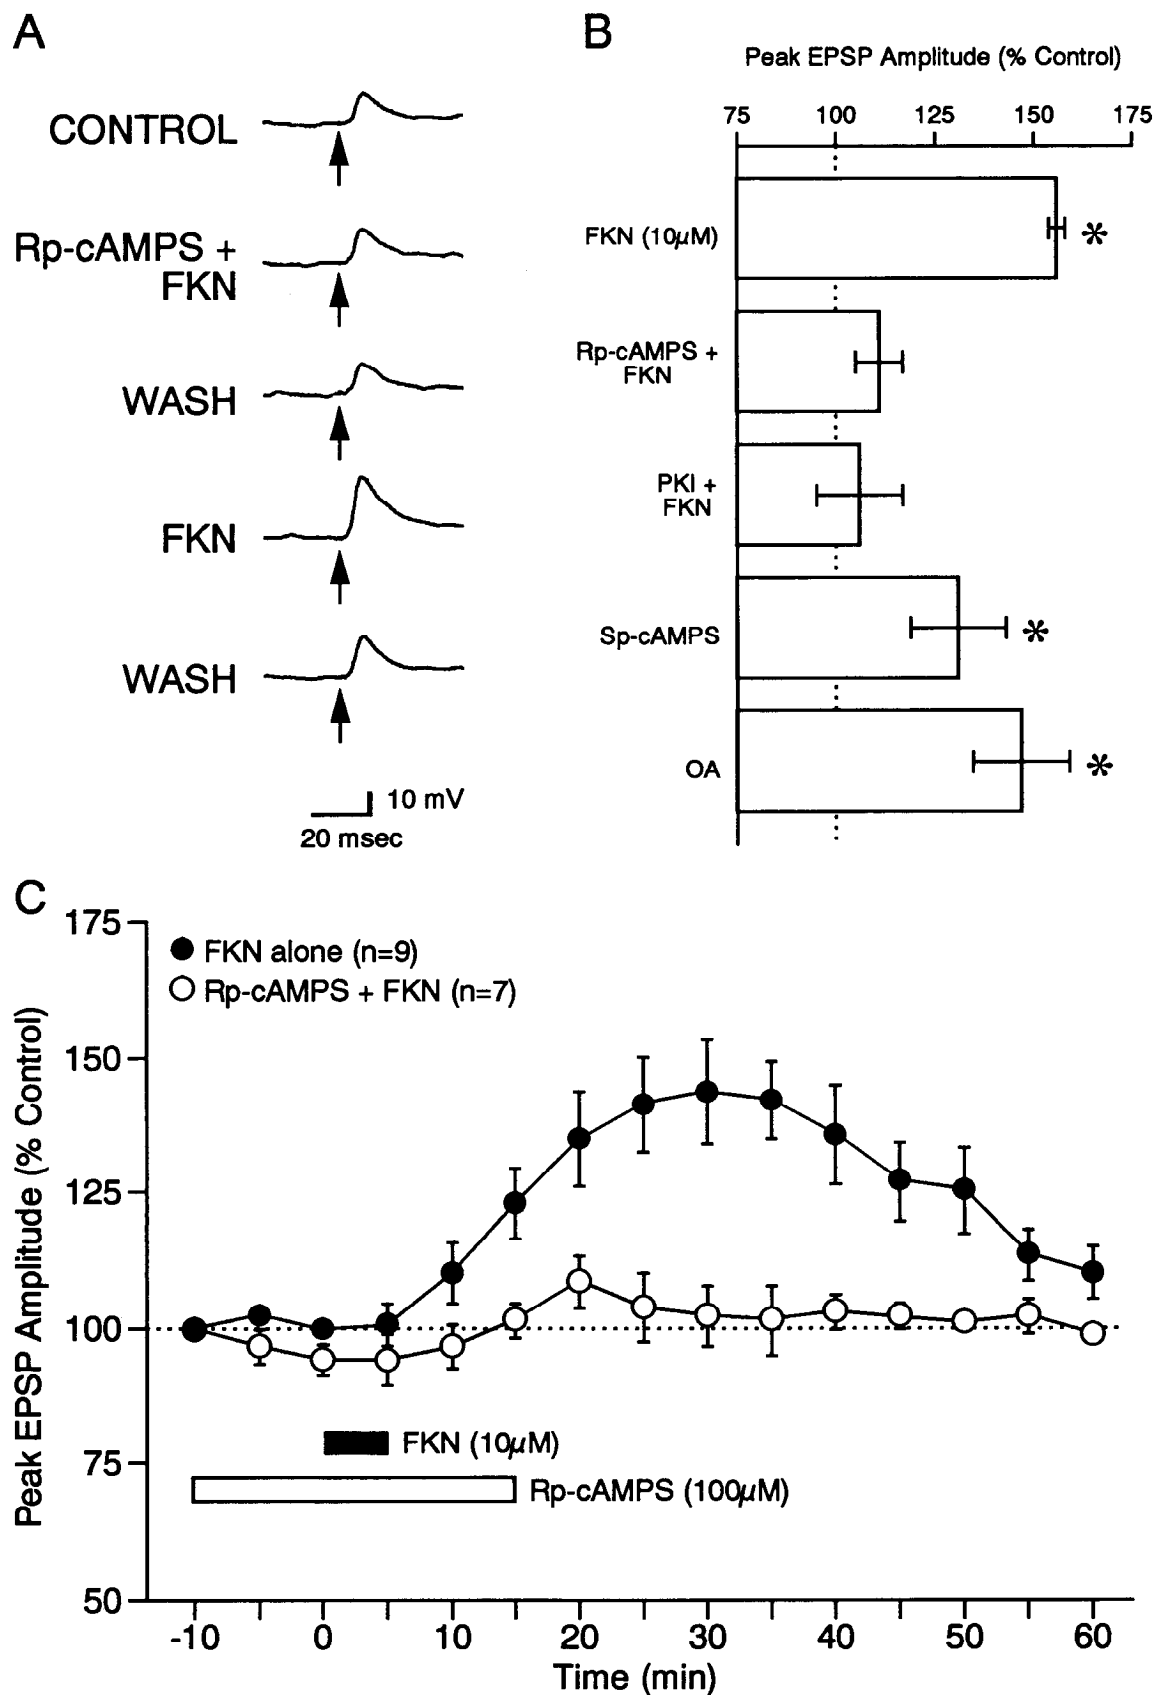 A
CONTROL
Rp-cAMPS +
FKN
WASH
FKN
WASH
10 mV
20 msec
B
Peak EPSP Amplitude (% Control)
75 100 125 150 175
FKN (10µM)
*
Rp-cAMPS +
FKN
PKI +
FKN
Sp-cAMPS
*
OA
*
C
Peak EPSP Amplitude (% Control)
175
150
125
100
75
50
FKN alone (n=9)
Rp-cAMPS + FKN (n=7)
FKN (10µM)
Rp-cAMPS (100µM)
-10 0 10 20 30 40 50 60
Time (min)